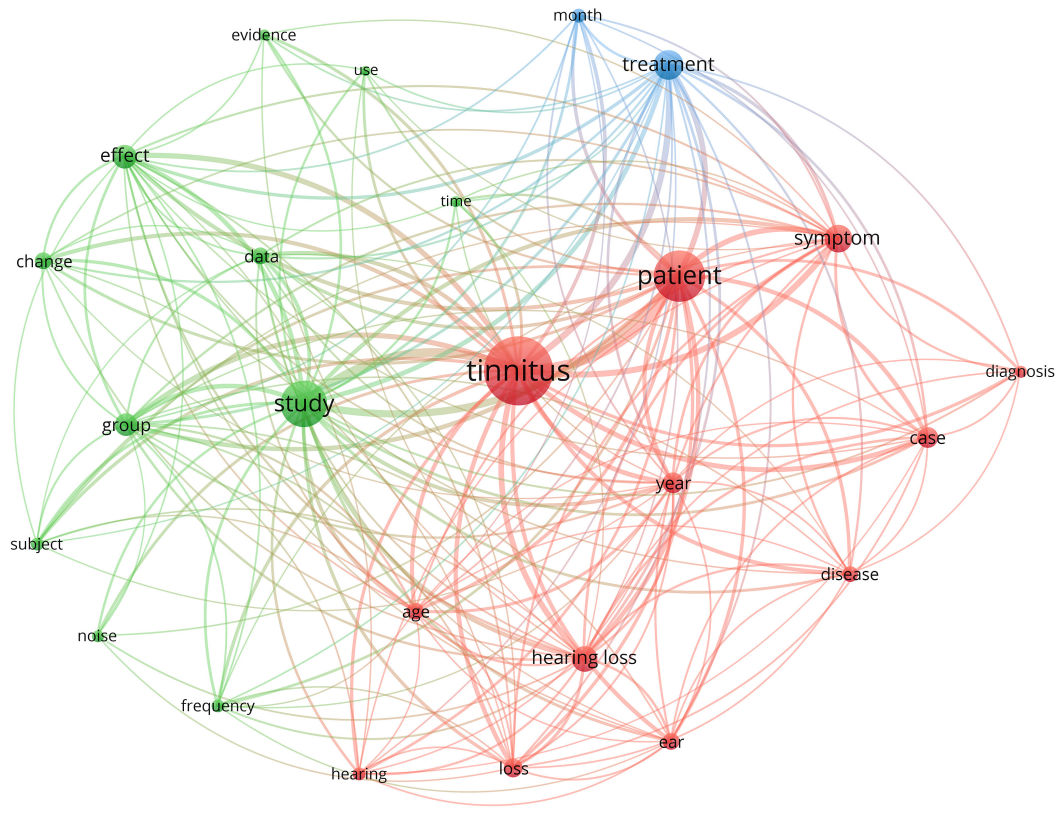 month
evidence
treatment
use
effect
time
symptom
data
change
patient
tinnitus
diagnosis
study
group
case
year
subject
disease
age
noise
hearing loss
frequency
ear
loss
hearing